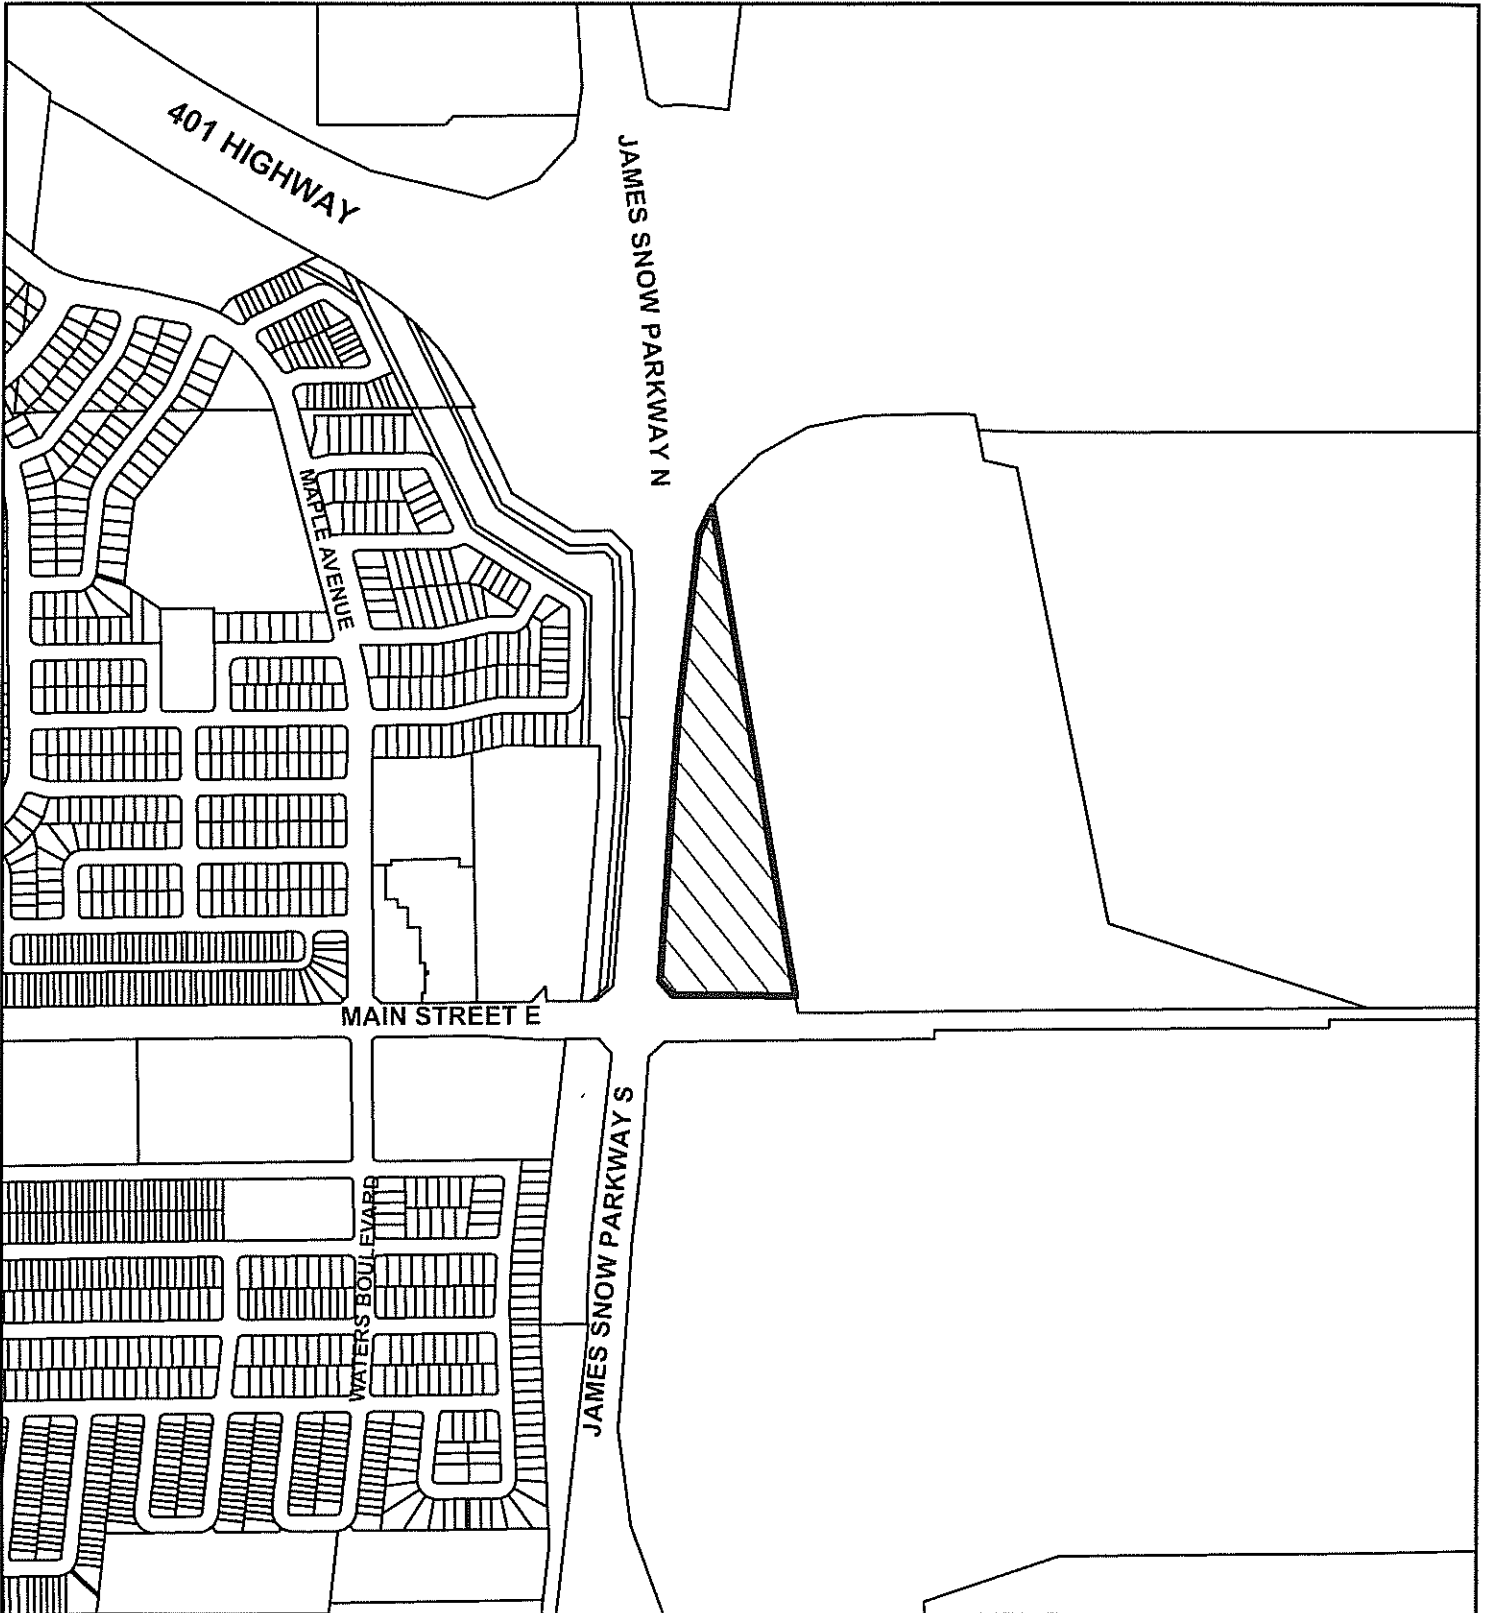 401 HIGHWAY
JAMES SNOW PARKWAY N
MAPLE AVENUE
MAIN STREET E
JAMES SNOW PARKWAY S
WATERS BOULEVARD